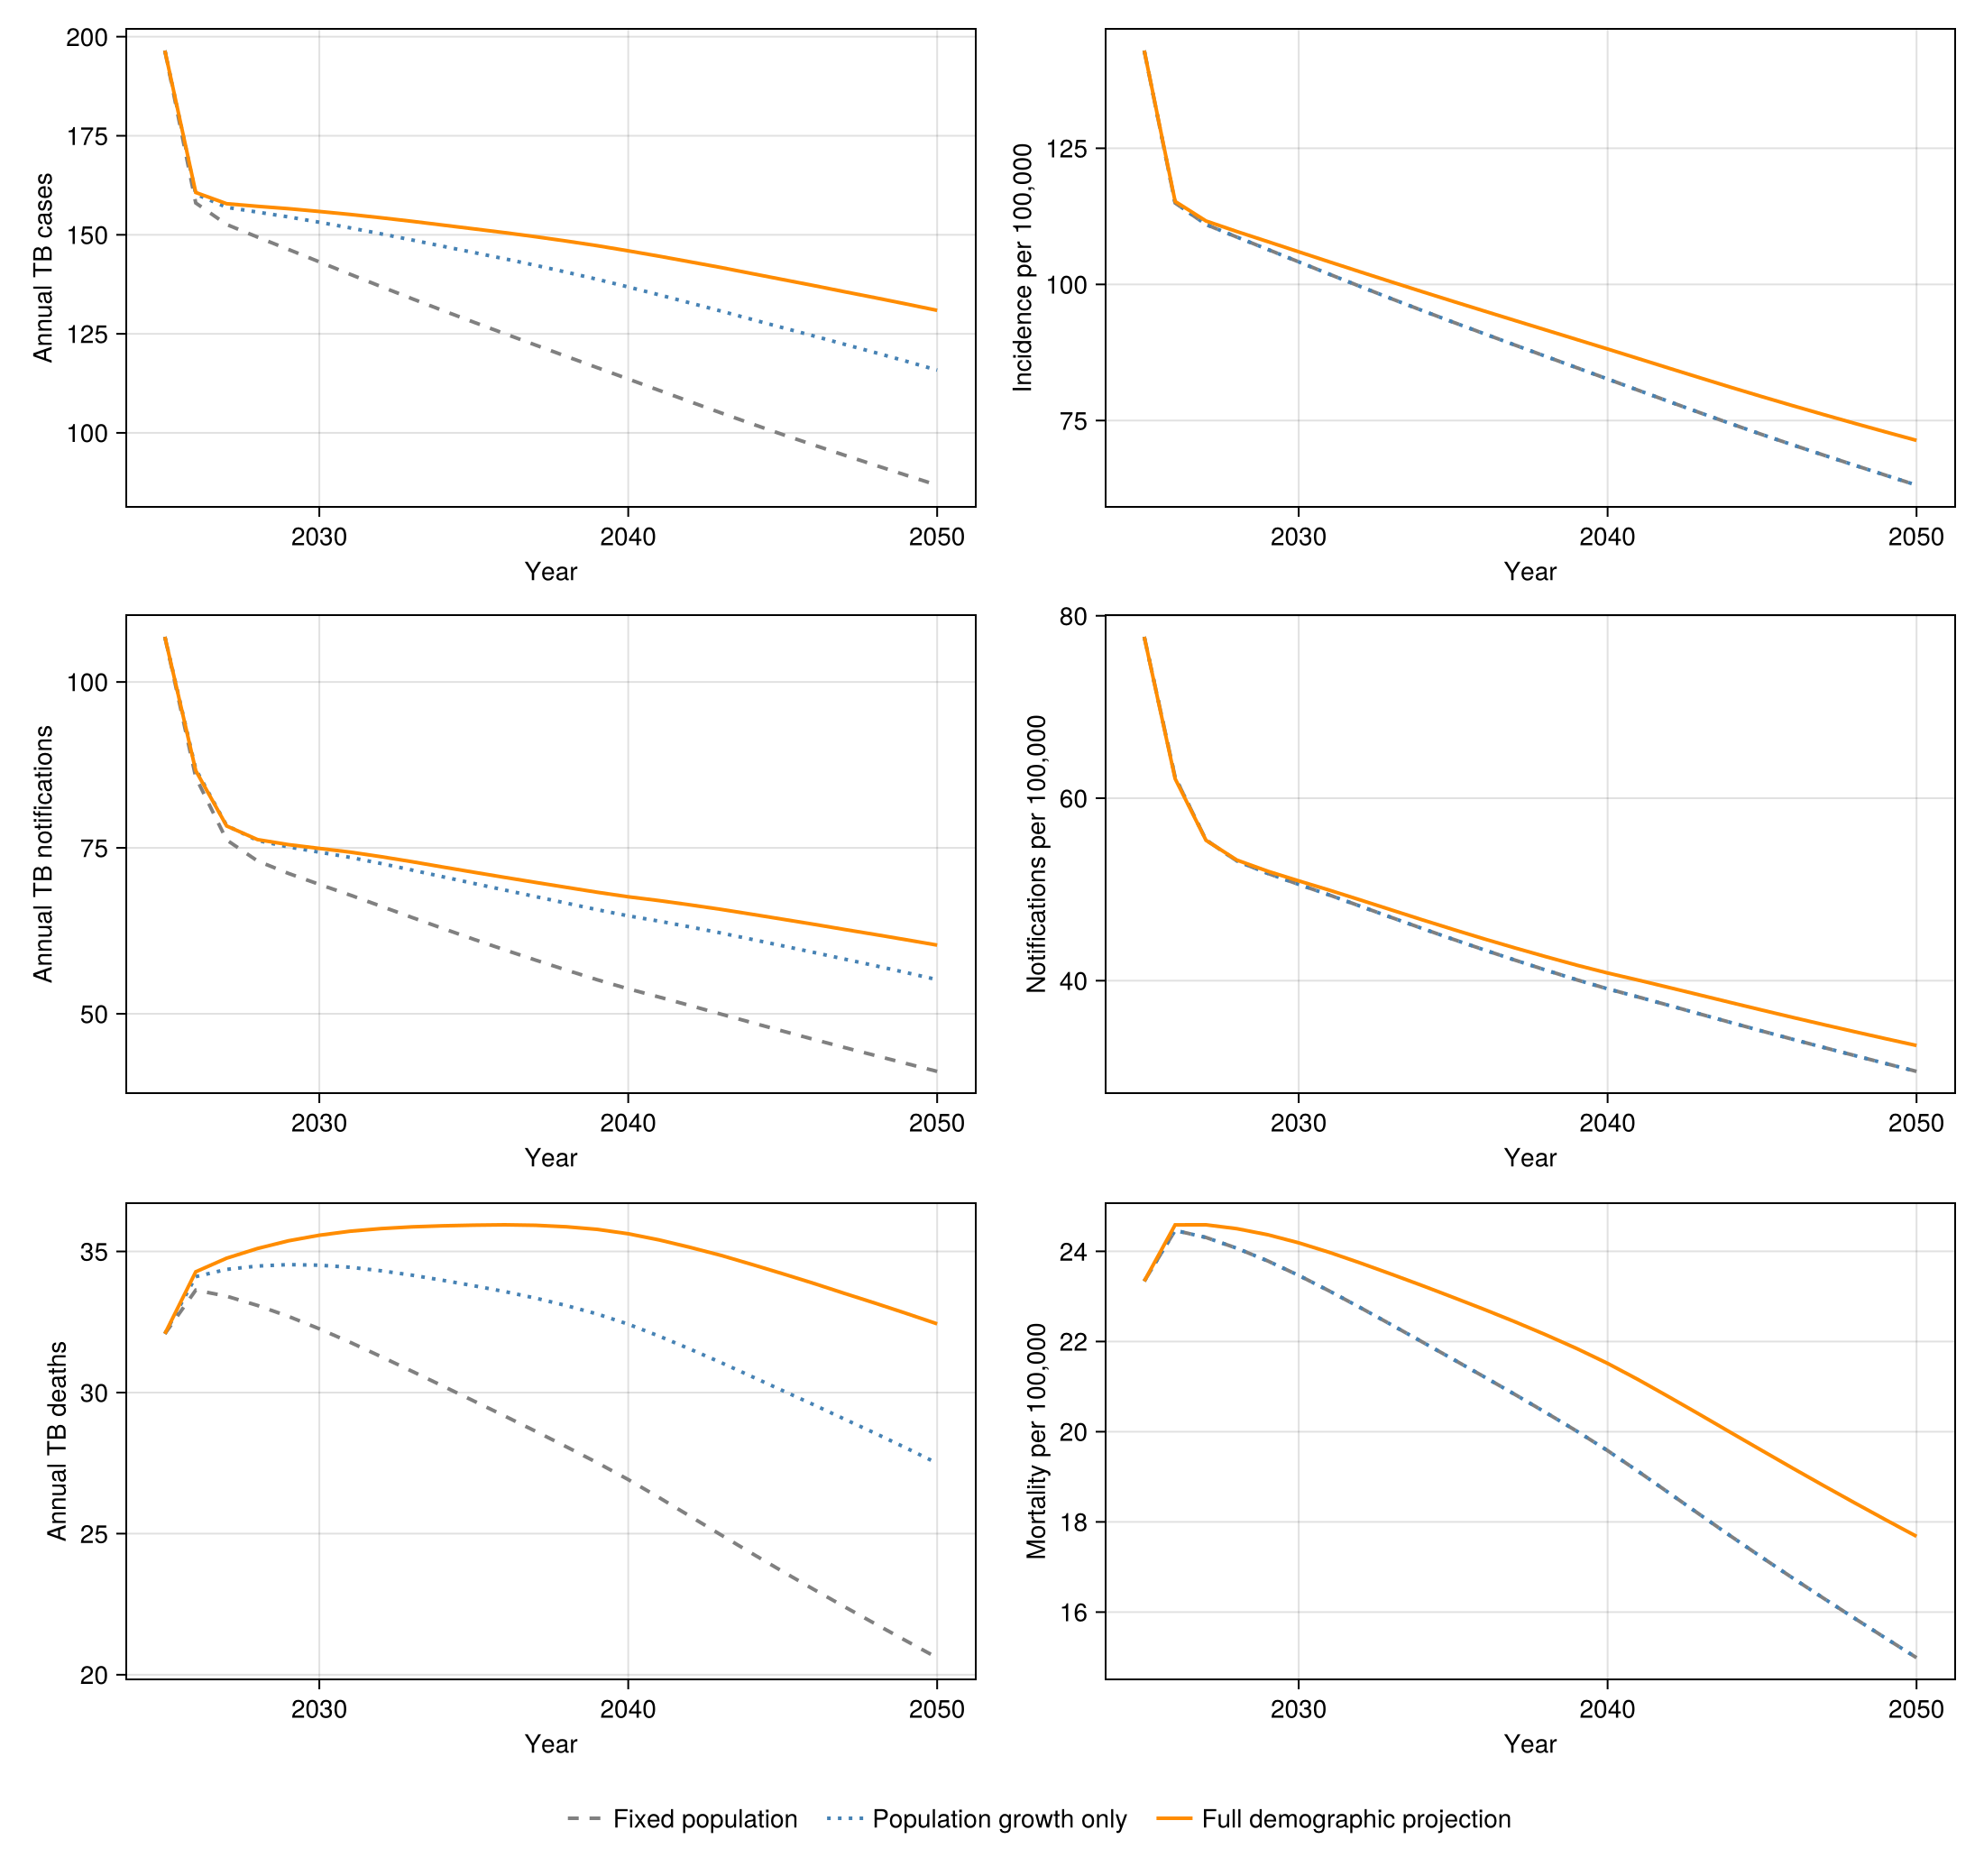 200
175
150
125
100
Annual TB cases
2030
2040
2050
Year
125
100
75
Incidence per 100,000
2030
2040
2050
Year
100
75
50
Annual TB notifications
2030
2040
2050
Year
80
60
40
Notifications per 100,000
2030
2040
2050
Year
35
30
25
20
Annual TB deaths
2030
2040
2050
Year
24
22
20
18
16
Mortality per 100,000
2030
2040
2050
Year
Fixed population
Population growth only
Full demographic projection